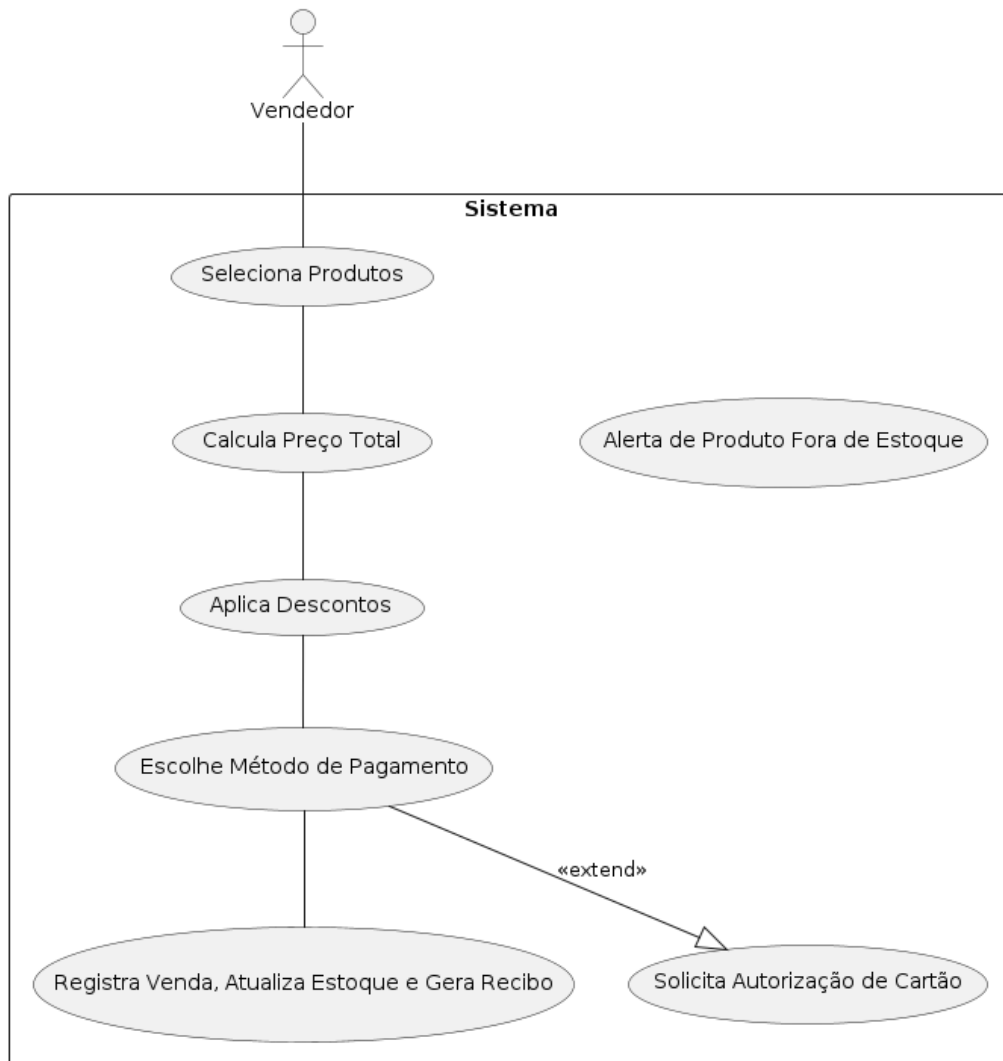 Vendedor
Sistema
Seleciona Produtos
Calcula Preço Total
Alerta de Produto Fora de Estoque
Aplica Descontos
Escolhe Método de Pagamento
«extend»
Registra Venda, Atualiza Estoque e Gera Recibo
Solicita Autorização de Cartão